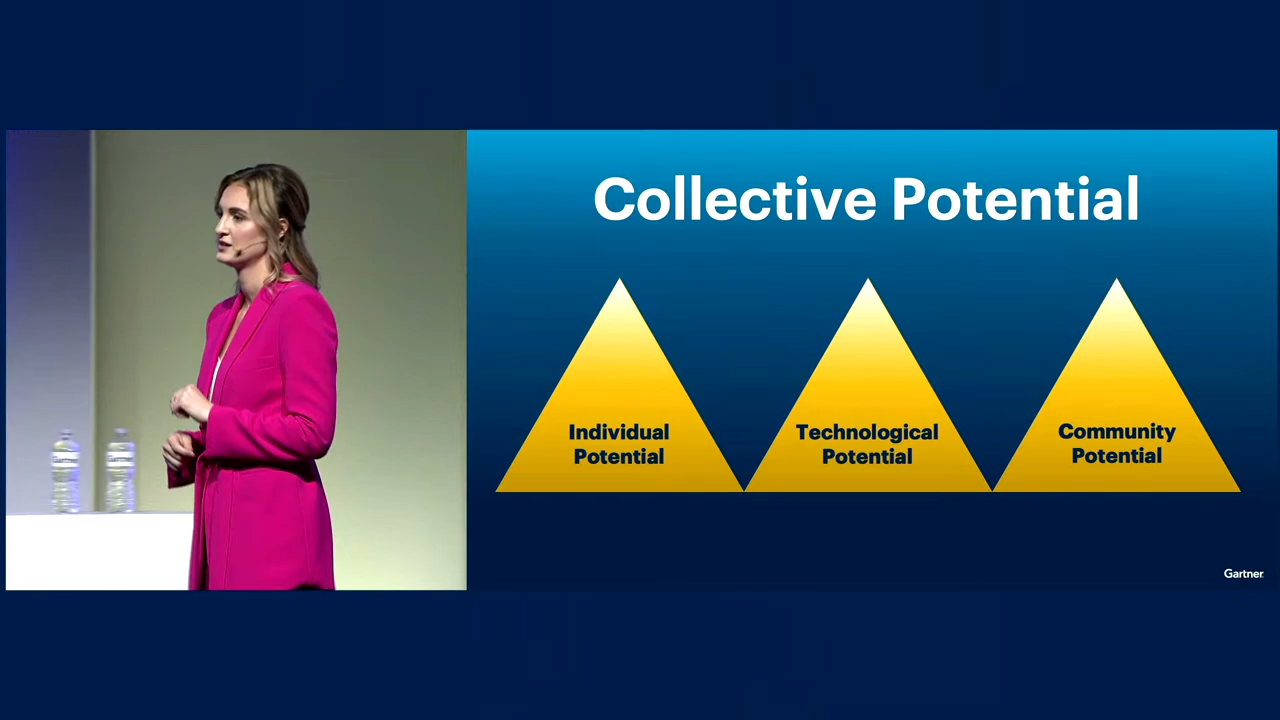 Collective Potential
Individual
Potential
Technological
Potential
Community
Potential
Gartner